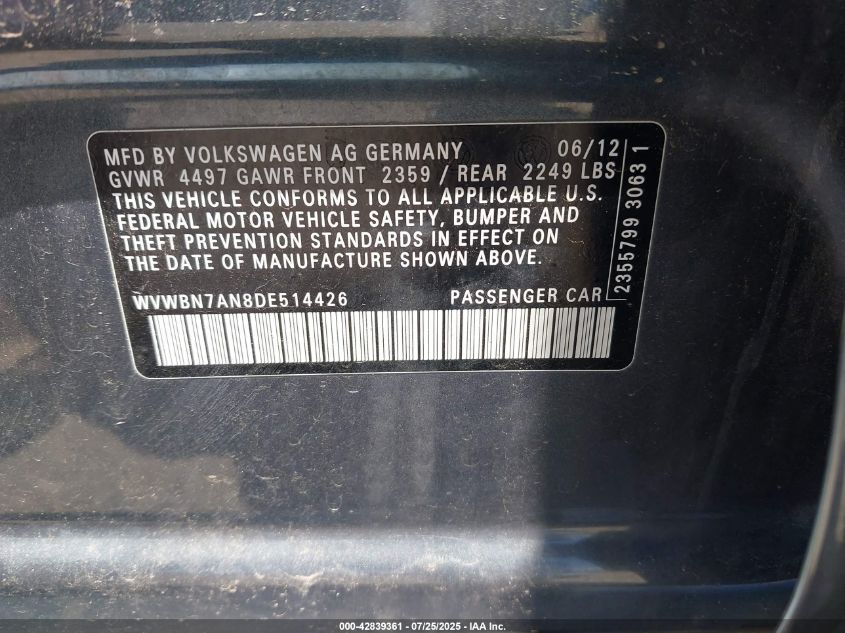 MFD BY VOLKSWAGEN AG GERMANY 06/12
GVWR 4497 GAWR FRONT 2359 / REAR 2249 LBS
THIS VEHICLE CONFORMS TO ALL APPLICABLE U.S.
FEDERAL MOTOR VEHICLE SAFETY, BUMPER AND
THEFT PREVENTION STANDARDS IN EFFECT ON
THE DATE OF MANUFACTURE SHOWN ABOVE.
WVWBN7AN8DE514426 PASSENGER CAR
2355799 3063 1
000-42839361 | 07/25/2025 | IAA Inc.